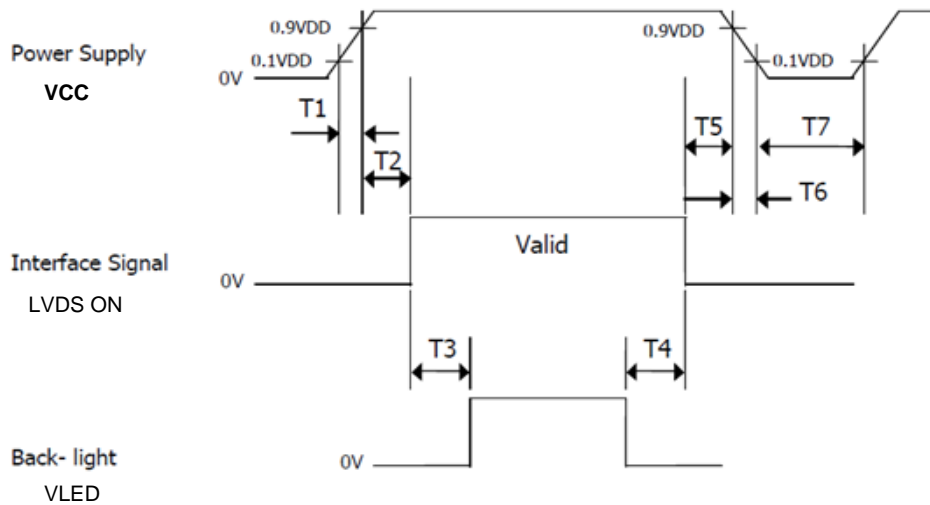 Power Supply
VCC
0V
0.1VDD
0.9VDD
0.9VDD
0.1VDD
T1
T2
T5
T7
T6
Interface Signal
LVDS ON
0V
Valid
T3
T4
Back- light
VLED
0V